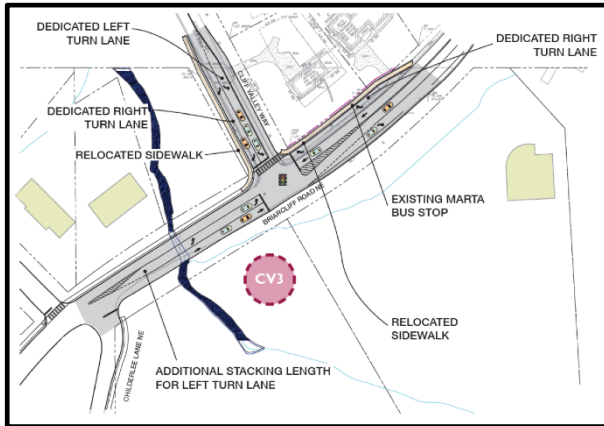 DEDICATED LEFT
TURN LANE
DEDICATED RIGHT
TURN LANE
CLIFF VALLEY WAY
DEDICATED RIGHT
TURN LANE
RELOCATED SIDEWALK
EXISTING MARTA
BUS STOP
BRIARCLIFF ROAD NE
CV3
RELOCATED
SIDEWALK
CHILDERLEE LANE NE
ADDITIONAL STACKING LENGTH
FOR LEFT TURN LANE